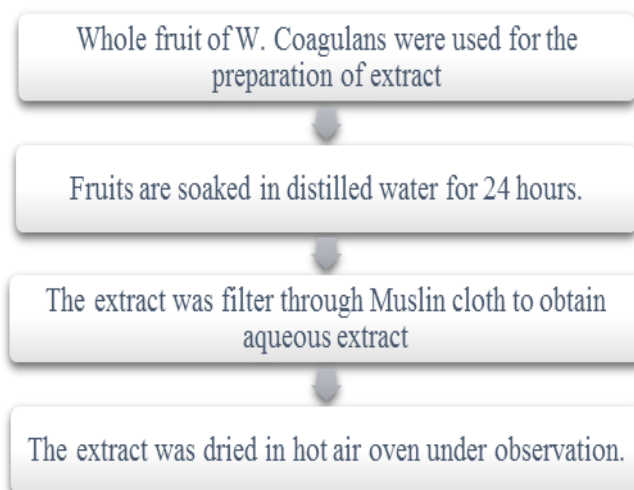 Whole fruit of W. Coagulans were used for the
preparation of extract
Fruits are soaked in distilled water for 24 hours.
The extract was filter through Muslin cloth to obtain
aqueous extract
The extract was dried in hot air oven under observation.